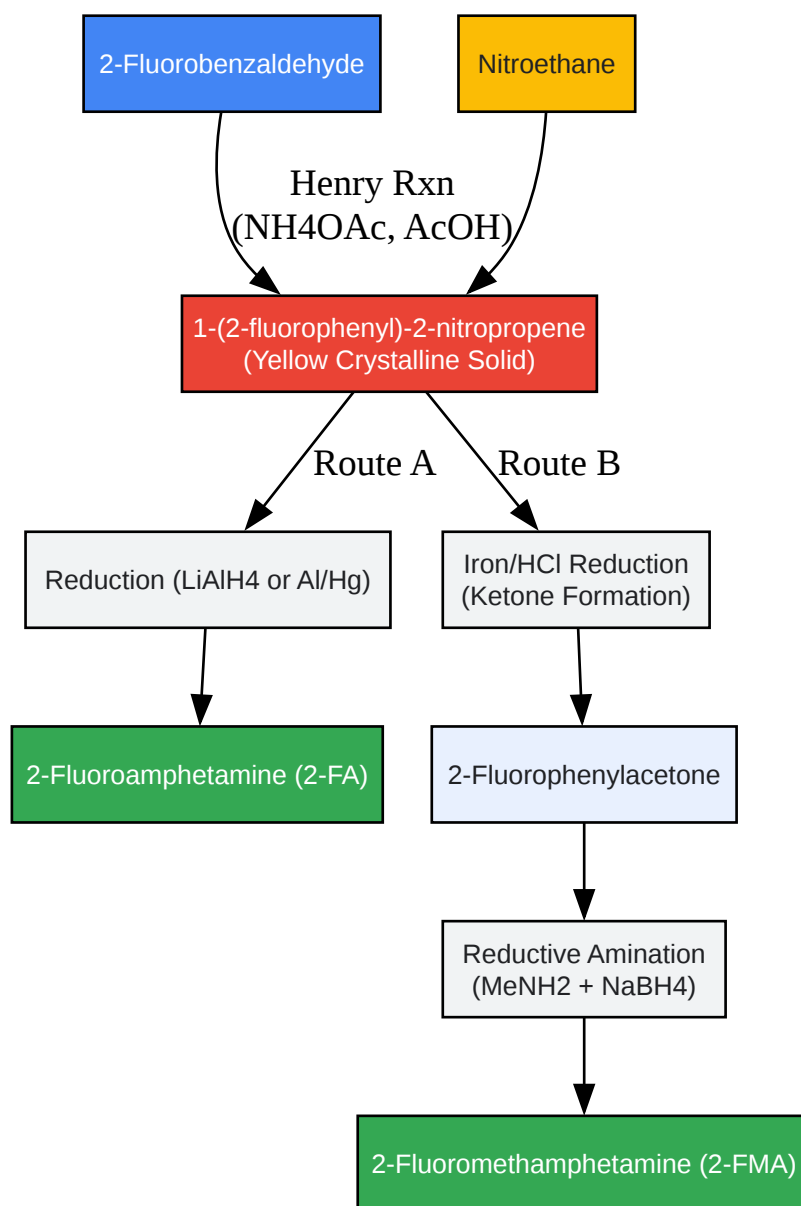 2-Fluorobenzaldehyde
Nitroethane
Henry Rxn
(NH4OAc, AcOH)
1-(2-fluorophenyl)-2-nitropropene
(Yellow Crystalline Solid)
Route A
Route B
Reduction (LiAlH4 or Al/Hg)
Iron/HCl Reduction
(Ketone Formation)
2-Fluoroamphetamine (2-FA)
2-Fluorophenylacetone
Reductive Amination
(MeNH2 + NaBH4)
2-Fluoromethamphetamine (2-FMA)